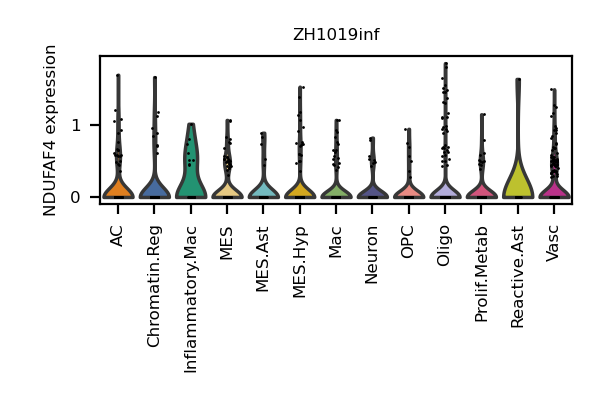 ZH1019inf
NDUFAF4 expression
1
0
AC
Chromatin.Reg
Inflammatory.Mac
MES
MES.Ast
MES.Hyp
Mac
Neuron
OPC
Oligo
Prolif.Metab
Reactive.Ast
Vasc